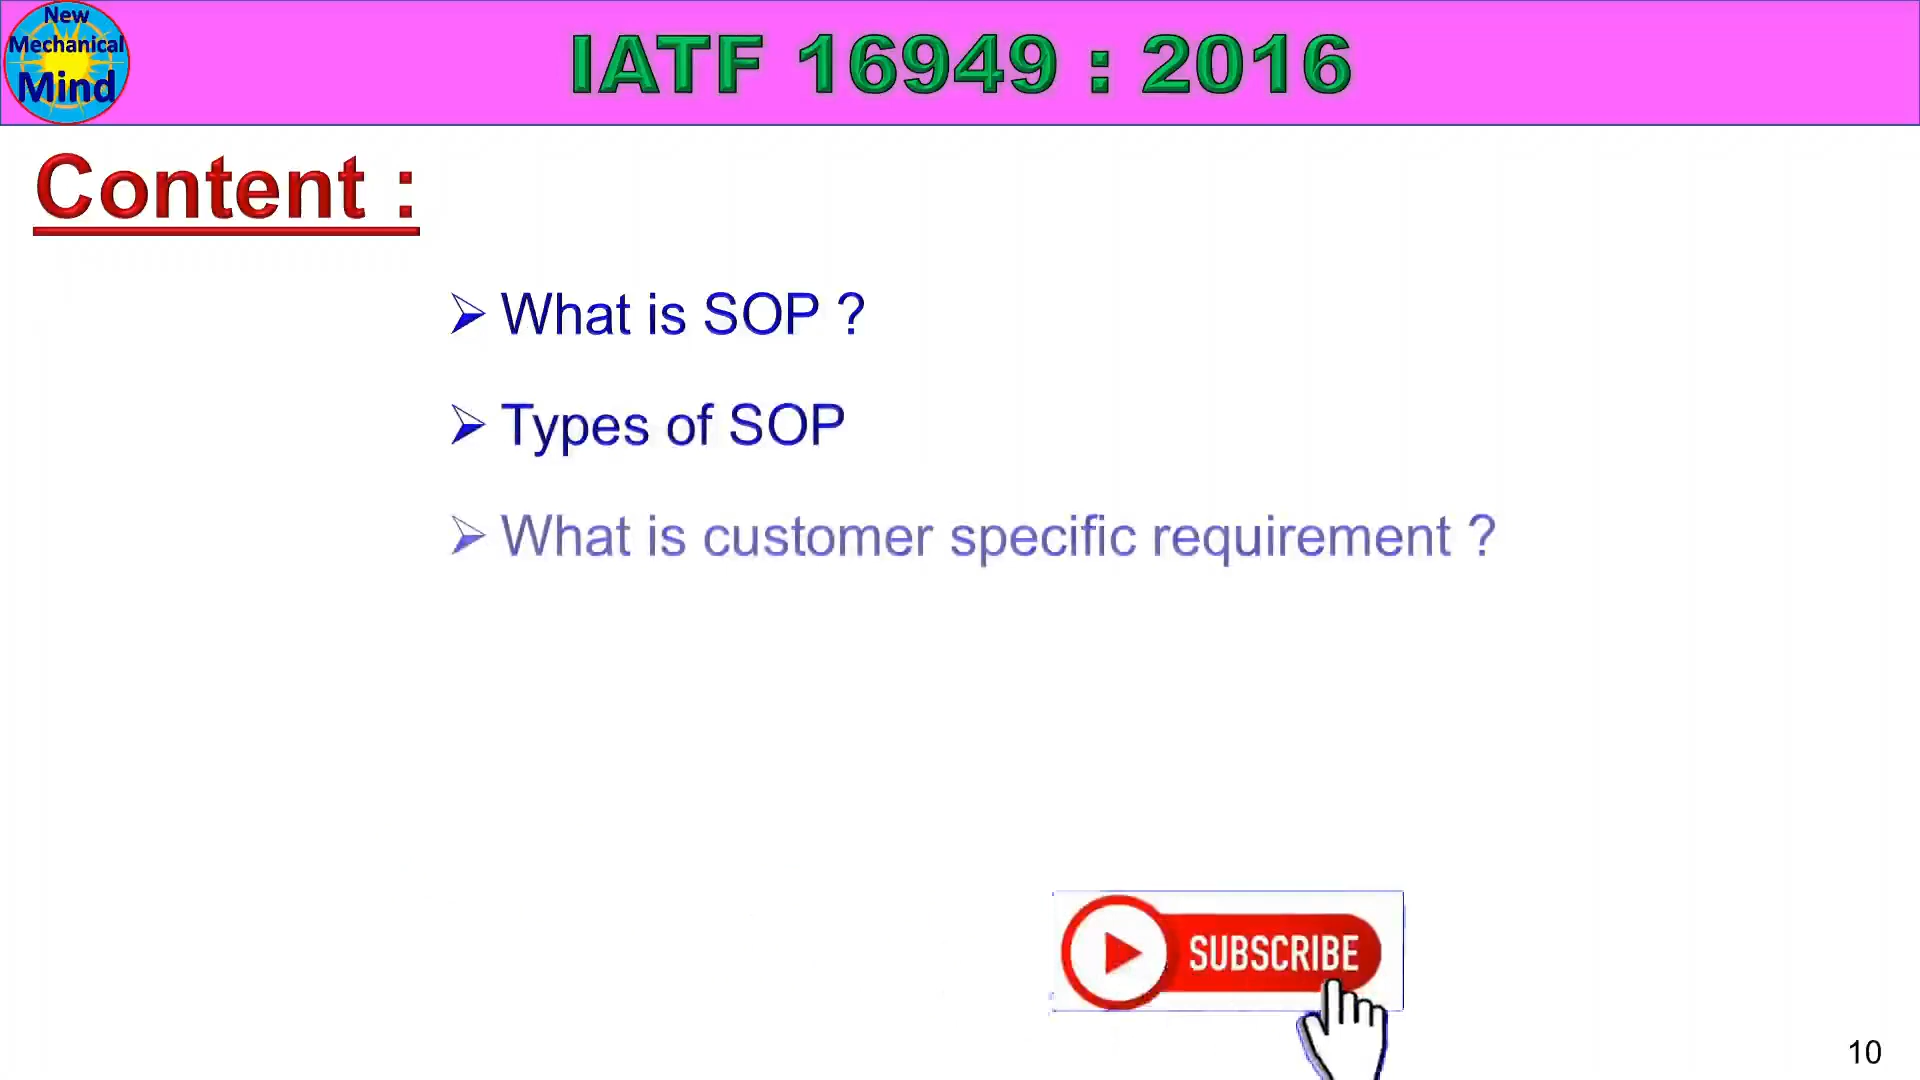 New
Mechanical
Mind
IATF 16949 : 2016
Content :
What is SOP ?
Types of SOP
What is customer specific requirement ?
SUBSCRIBE
10